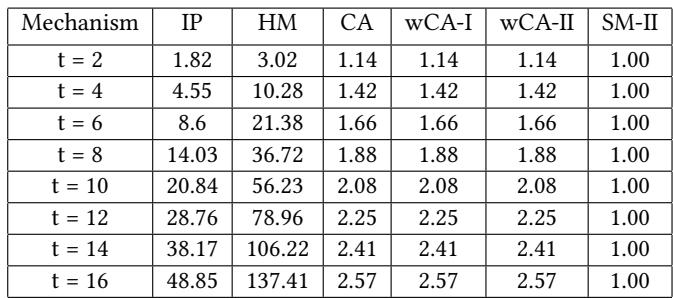 Mechanism IP HM CA wCA-I wCA-II SM-II
t = 2 1.82 3.02 1.14 1.14 1.14 1.00
t = 4 4.55 10.28 1.42 1.42 1.42 1.00
t = 6 8.6 21.38 1.66 1.66 1.66 1.00
t = 8 14.03 36.72 1.88 1.88 1.88 1.00
t = 10 20.84 56.23 2.08 2.08 2.08 1.00
t = 12 28.76 78.96 2.25 2.25 2.25 1.00
t = 14 38.17 106.22 2.41 2.41 2.41 1.00
t = 16 48.85 137.41 2.57 2.57 2.57 1.00